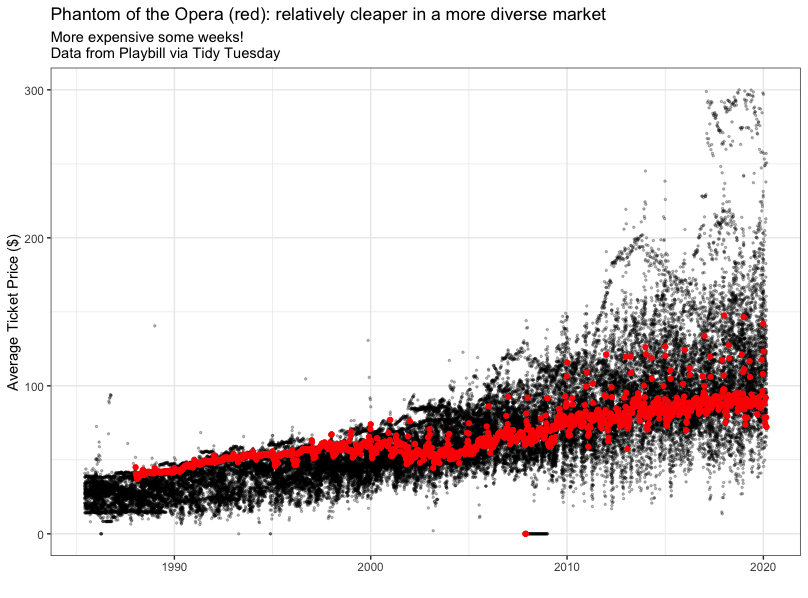 Phantom of the Opera (red): relatively cleaper in a more diverse market
More expensive some weeks!
Data from Playbill via Tidy Tuesday
300
200
100
0
Average Ticket Price ($)
1990
2000
2010
2020